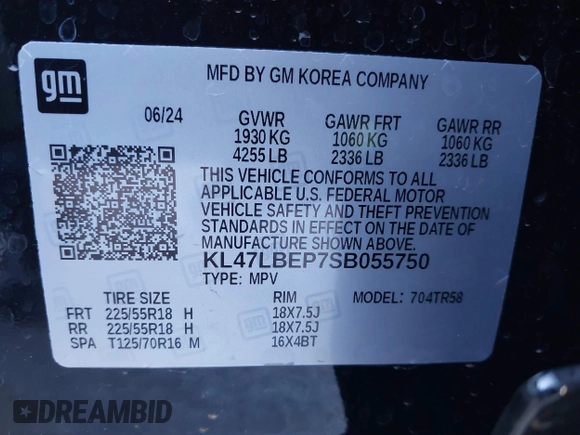 gm
MFD BY GM KOREA COMPANY
06/24 GVWR GAWR FRT GAWR RR
1930 KG 1060 KG 1060 KG
4255 LB 2336 LB 2336 LB
THIS VEHICLE CONFORMS TO ALL
APPLICABLE U.S. FEDERAL MOTOR
VEHICLE SAFETY AND THEFT PREVENTION
STANDARDS IN EFFECT ON THE DATE OF
MANUFACTURE SHOWN ABOVE.
KL47LBEP7SB055750
TYPE: MPV
TIRE SIZE RIM MODEL: 704TR58
FRT 225/55R18 H 18X7.5J
RR 225/55R18 H 18X7.5J
SPA T125/70R16 M 16X4BT
DREAMBID